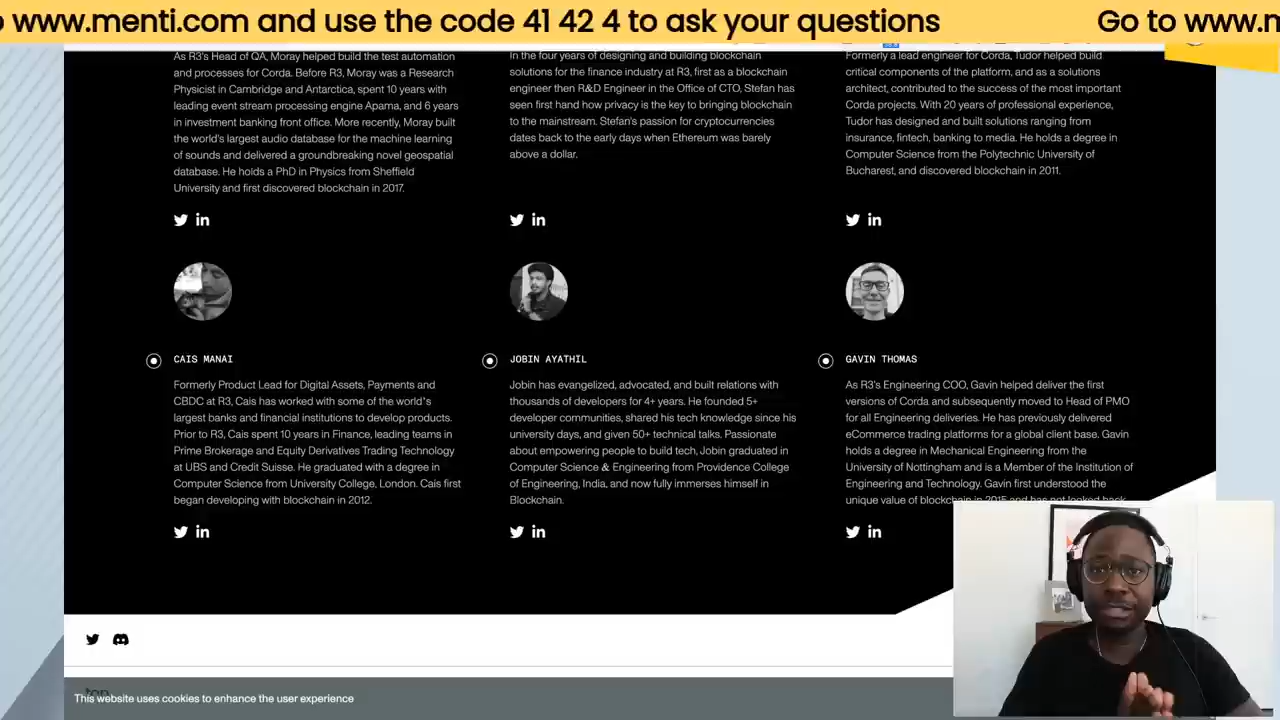 www.menti.com and use the code 41 42 4 to ask your questions
Go to www.
As R3's Head of QA, Moray helped build the test automation
and processes for Corda. Before R3, Moray was a Research
Physicist in Cambridge and Antarctica, spent 10 years with
leading event stream processing engine Apama, and 6 years
in investment banking front office. More recently, Moray built
the world's largest audio database for the machine learning
of sounds and delivered a groundbreaking novel geospatial
database. He holds a PhD in Physics from Sheffield
University and first discovered blockchain in 2017.
In the four years of designing and building blockchain
solutions for the finance industry at R3, first as a blockchain
engineer then R&D Engineer in the Office of CTO, Stefan has
seen first hand how privacy is the key to bringing blockchain
to the mainstream. Stefan's passion for cryptocurrencies
dates back to the early days when Ethereum was barely
above a dollar.
Formerly a lead engineer for Corda, Tudor helped build
critical components of the platform, and as a solutions
architect, contributed to the success of the most important
Corda projects. With 20 years of professional experience,
Tudor has designed and built solutions ranging from
insurance, fintech, banking to media. He holds a degree in
Computer Science from the Polytechnic University of
Bucharest, and discovered blockchain in 2011.
CAIS MANAI
Formerly Product Lead for Digital Assets, Payments and
CBDC at R3, Cais has worked with some of the world's
largest banks and financial institutions to develop products.
Prior to R3, Cais spent 10 years in Finance, leading teams in
Prime Brokerage and Equity Derivatives Trading Technology
at UBS and Credit Suisse. He graduated with a degree in
Computer Science from University College, London. Cais first
began developing with blockchain in 2012.
JOBIN AYATHIL
Jobin has evangelized, advocated, and built relations with
thousands of developers for 4+ years. He founded 5+
developer communities, shared his tech knowledge since his
university days, and given 50+ technical talks. Passionate
about empowering people to build tech, Jobin graduated in
Computer Science & Engineering from Providence College
of Engineering, India, and now fully immerses himself in
Blockchain.
GAVIN THOMAS
As R3's Engineering COO, Gavin helped deliver the first
versions of Corda and subsequently moved to Head of PMO
for all Engineering deliveries. He has previously delivered
eCommerce trading platforms for a global client base. Gavin
holds a degree in Mechanical Engineering from the
University of Nottingham and is a Member of the Institution of
Engineering and Technology. Gavin first understood the
unique value of blockchain in 2015 and has not looked back
This website uses cookies to enhance the user experience